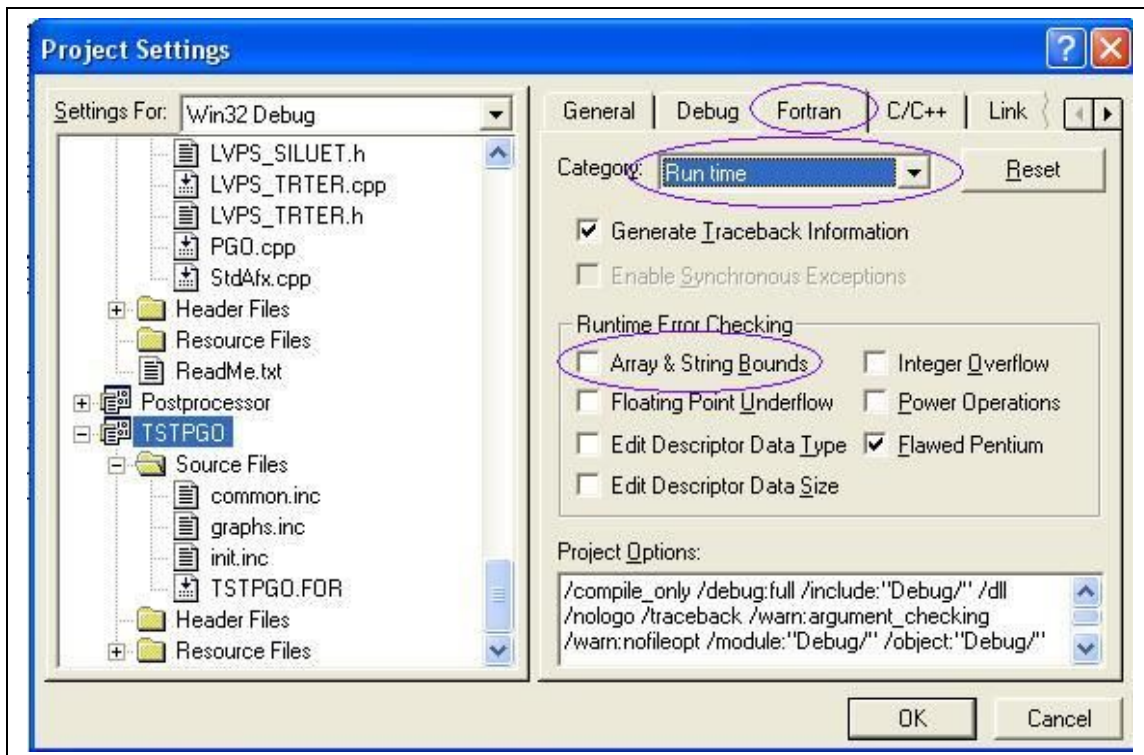 Project Settings
Settings For: Win32 Debug
LVPS_SILUET.h
LVPS_TRTER.cpp
LVPS_TRTER.h
PGO.cpp
StdAfx.cpp
Header Files
Resource Files
ReadMe.txt
Postprocessor
TSTPGO
Source Files
common.inc
graphs.inc
init.inc
TSTPGO.FOR
Header Files
Resource Files
General Debug Fortran C/C++ Link
Category: Run time Reset
Generate Traceback Information
Enable Synchronous Exceptions
Runtime Error Checking
Array & String Bounds Integer Overflow
Floating Point Underflow Power Operations
Edit Descriptor Data Type Flawed Pentium
Edit Descriptor Data Size
Project Options:
/compile_only /debug:full /include:"Debug/" /dll
/nologo /traceback /warn:argument_checking
/warn:nofileopt /module:"Debug/" /object:"Debug/"
OK Cancel